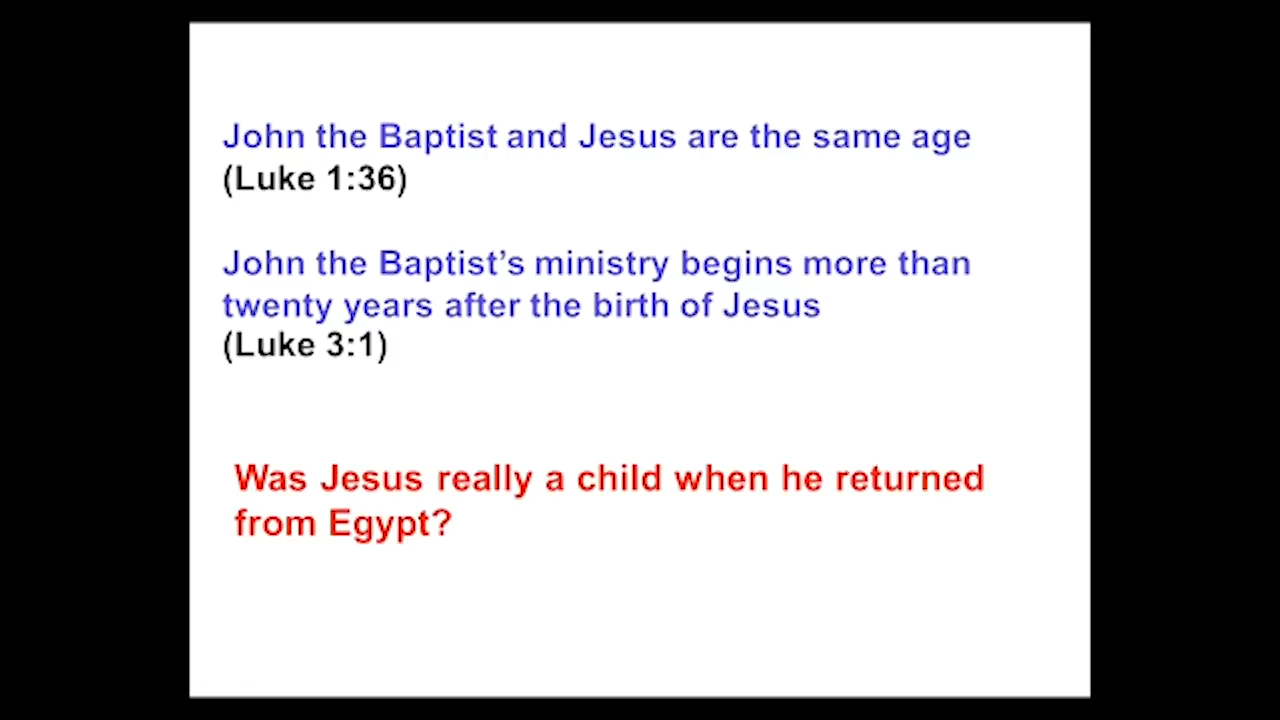 John the Baptist and Jesus are the same age
(Luke 1:36)
John the Baptist’s ministry begins more than
twenty years after the birth of Jesus
(Luke 3:1)
Was Jesus really a child when he returned
from Egypt?